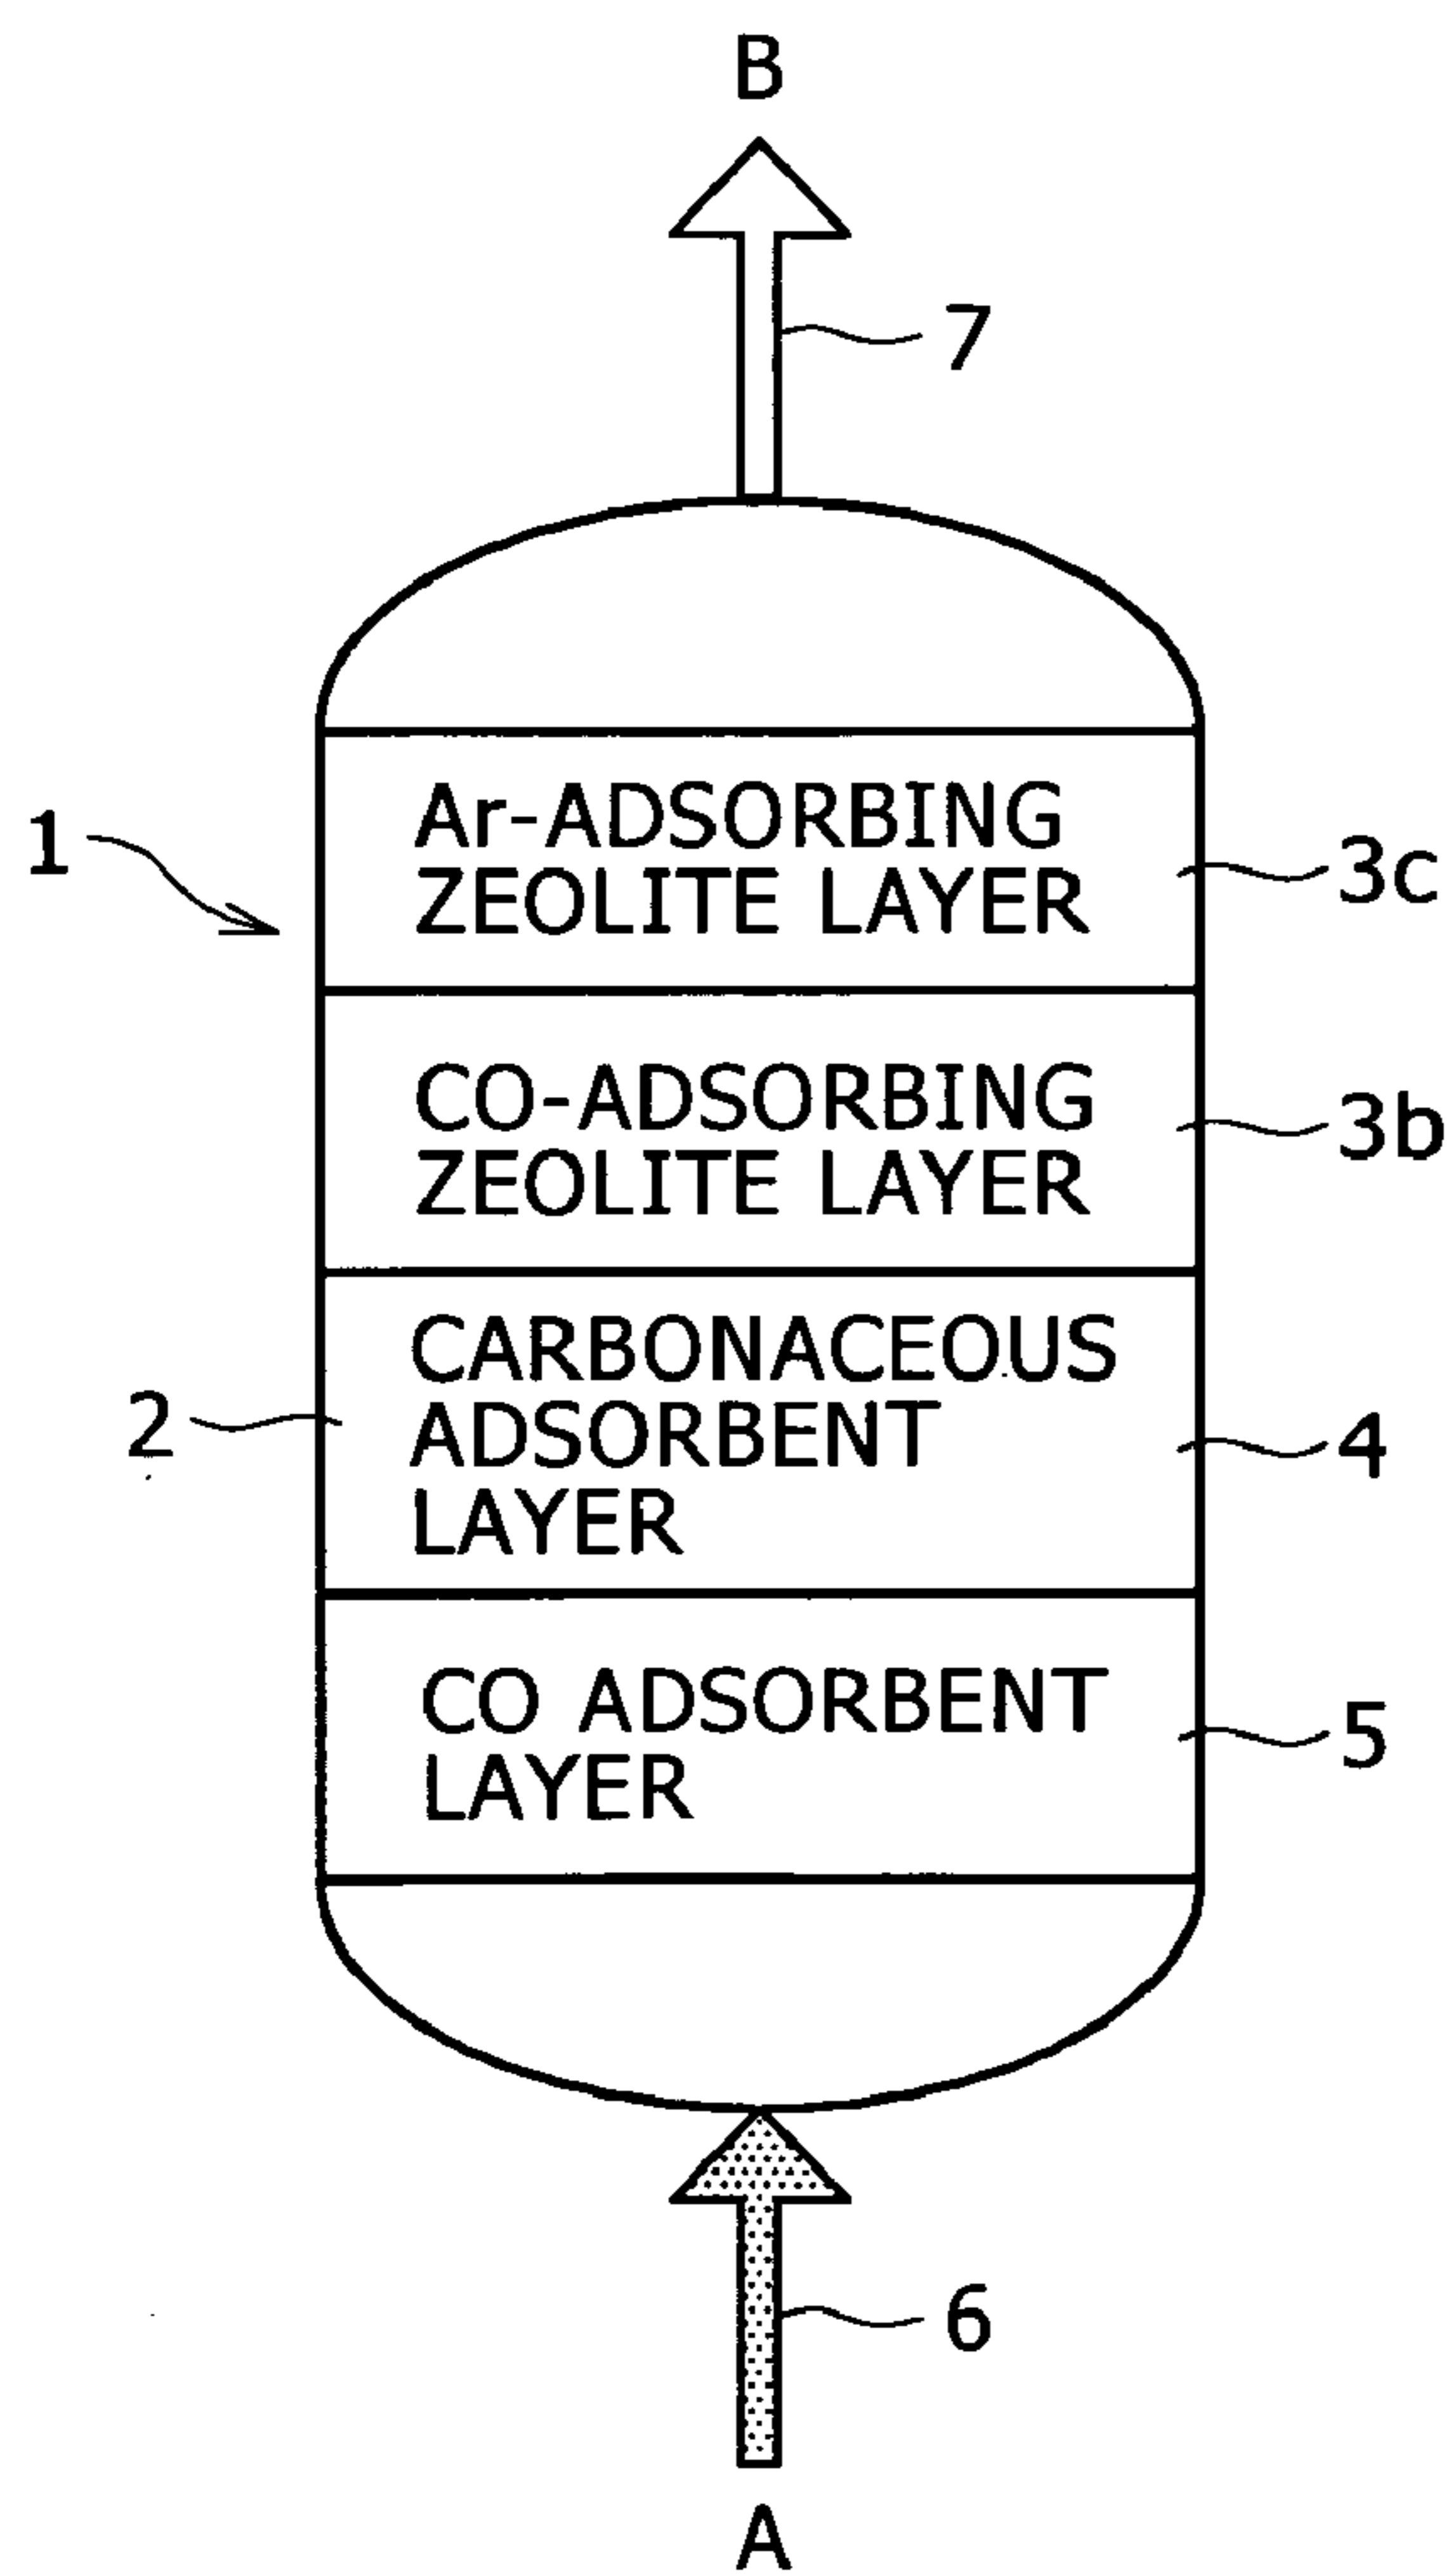 B
7
1
Ar-ADSORBING
ZEOLITE LAYER
3c
CO-ADSORBING
ZEOLITE LAYER
3b
2
CARBONACEOUS
ADSORBENT
LAYER
4
CO ADSORBENT
LAYER
5
6
A